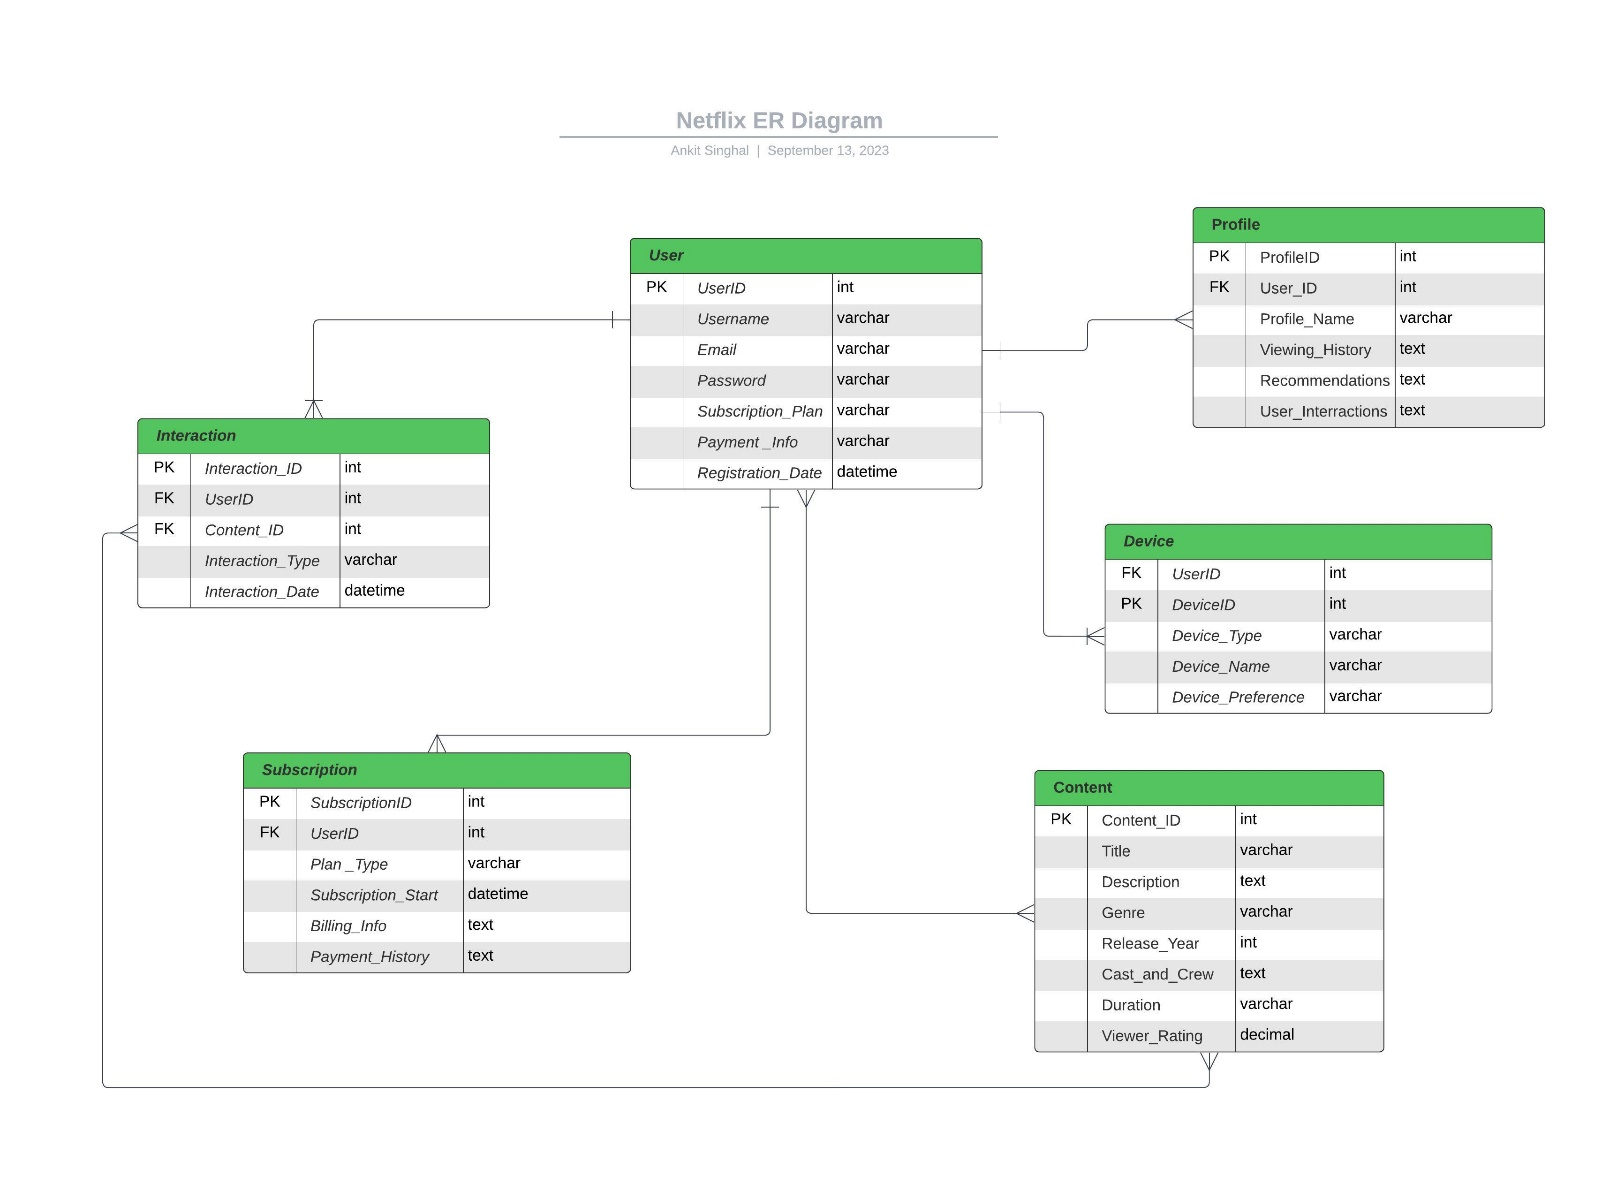 Netflix ER Diagram
Ankit Singhal | September 13, 2023
User
PK UserID int
Username varchar
Email varchar
Password varchar
Subscription_Plan varchar
Payment _Info varchar
Registration_Date datetime
Profile
PK ProfileID int
FK User_ID int
Profile_Name varchar
Viewing_History text
Recommendations text
User_Interractions text
Interaction
PK Interaction_ID int
FK UserID int
FK Content_ID int
Interaction_Type varchar
Interaction_Date datetime
Device
FK UserID int
PK DeviceID int
Device_Type varchar
Device_Name varchar
Device_Preference varchar
Subscription
PK SubscriptionID int
FK UserID int
Plan _Type varchar
Subscription_Start datetime
Billing_Info text
Payment_History text
Content
PK Content_ID int
Title varchar
Description text
Genre varchar
Release_Year int
Cast_and_Crew text
Duration varchar
Viewer_Rating decimal